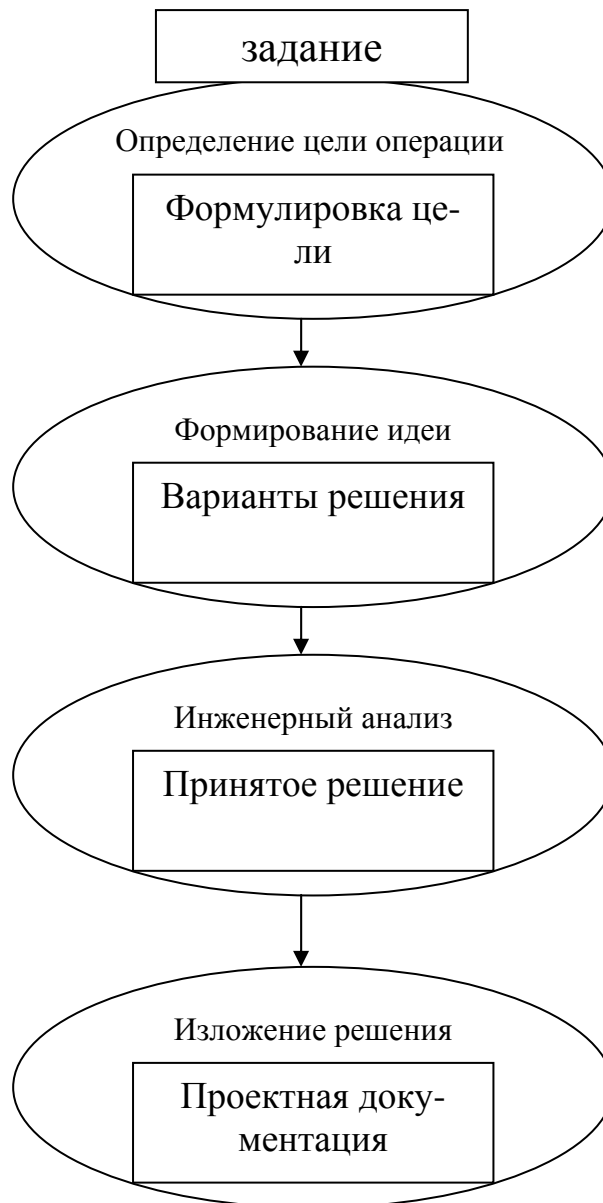 задание
Определение цели операции
Формулировка це-
ли
Формирование идеи
Варианты решения
Инженерный анализ
Принятое решение
Изложение решения
Проектная доку-
ментация